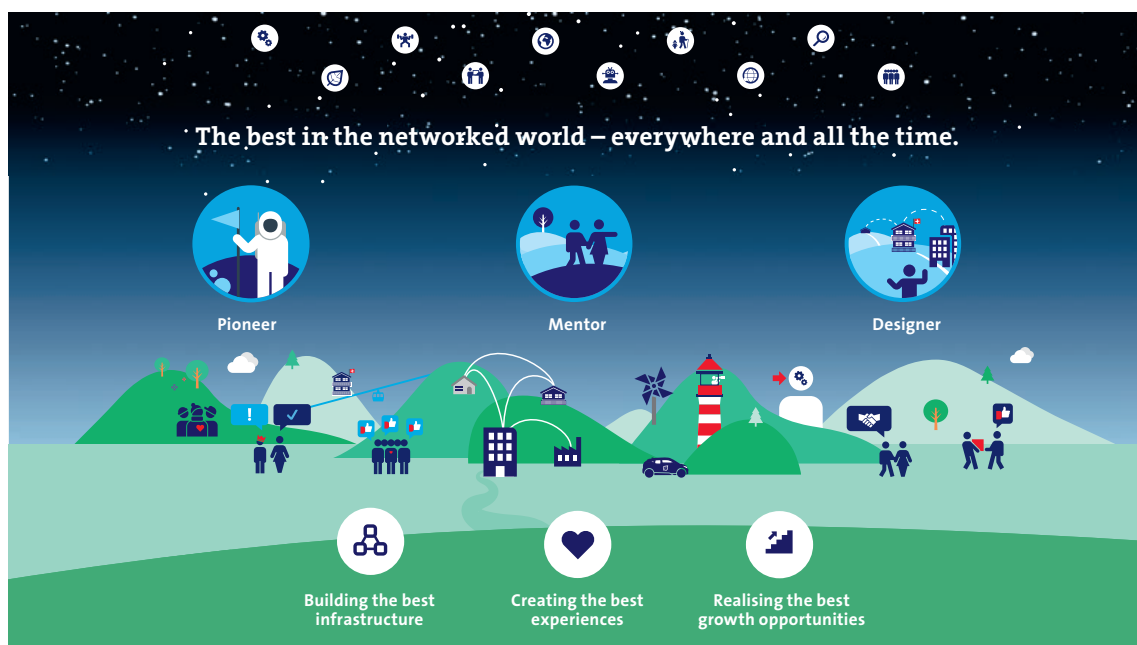 The best in the networked world – everywhere and all the time.
Pioneer
Mentor
Designer
!
Building the best
infrastructure
Creating the best
experiences
Realising the best
growth opportunities